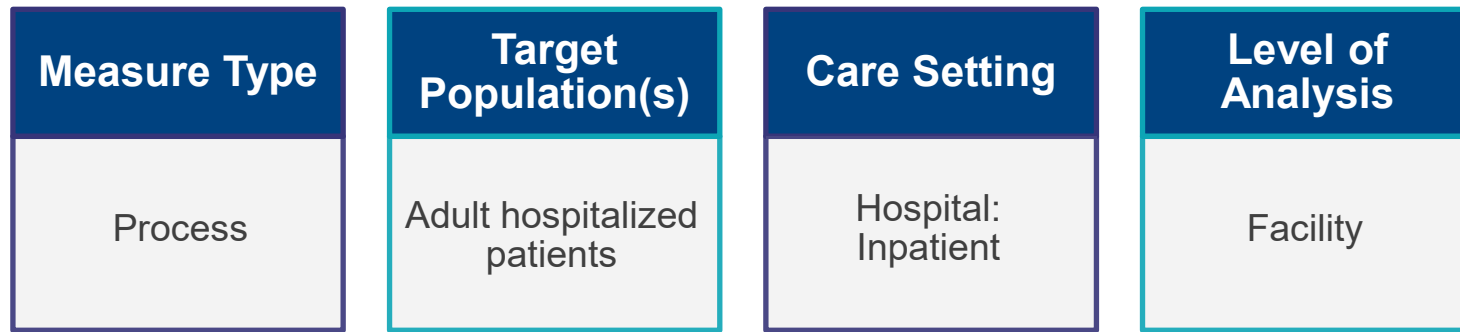 Measure Type
Process
Target
Population(s)
Adult hospitalized
patients
Care Setting
Hospital:
Inpatient
Level of
Analysis
Facility